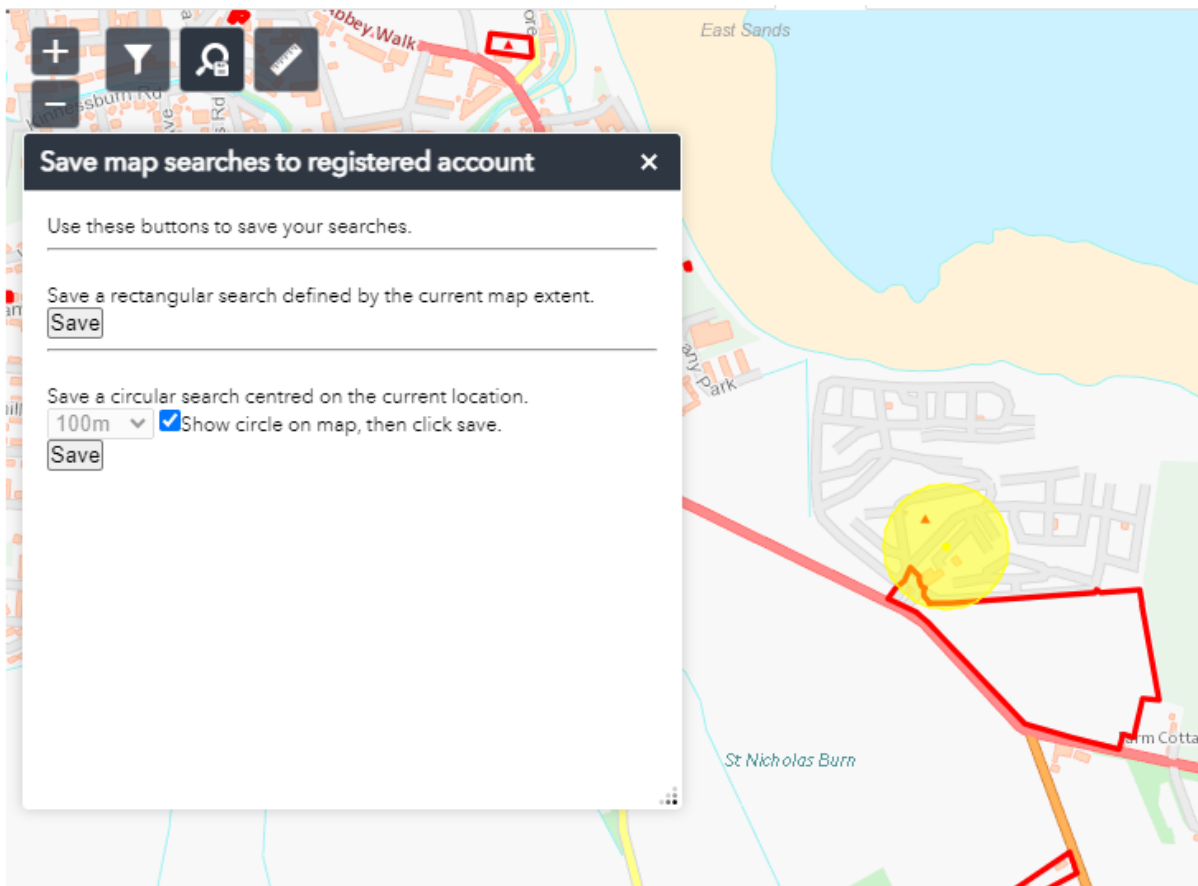 East Sands
Abbey Walk
Kinnessburn Rd
Save map searches to registered account
Use these buttons to save your searches.
Save a rectangular search defined by the current map extent.
Save
Save a circular search centred on the current location.
100m
Show circle on map, then click save.
Save
Park
St Nicholas Burn